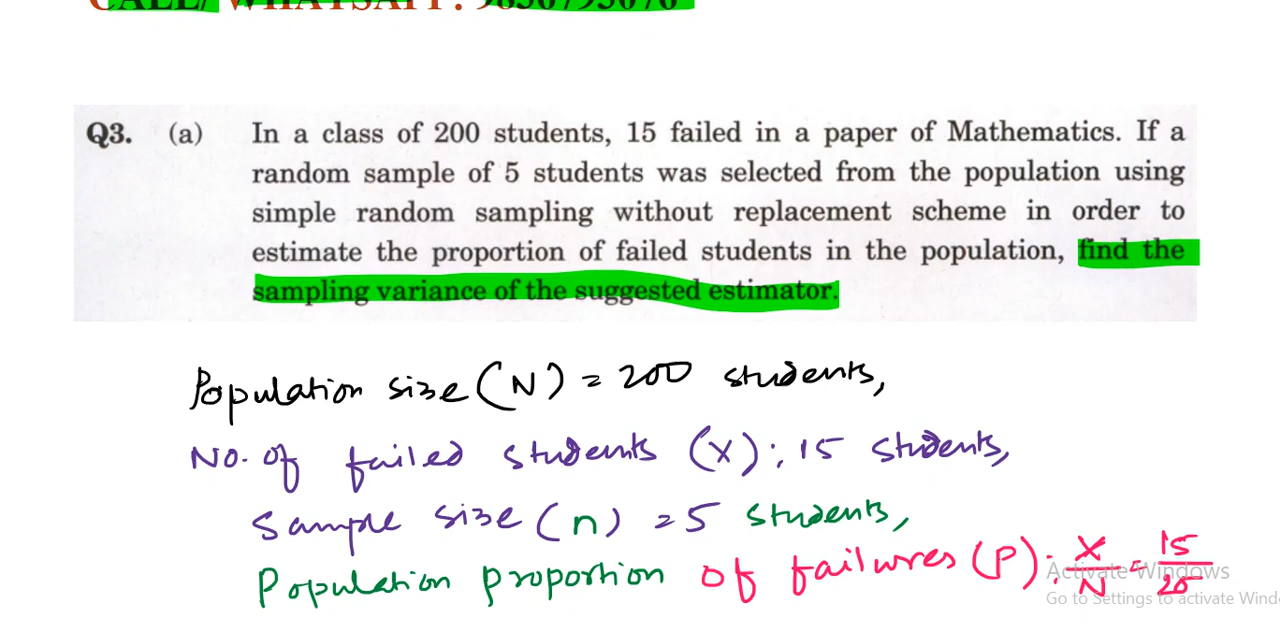 Q3. (a) In a class of 200 students, 15 failed in a paper of Mathematics. If a
random sample of 5 students was selected from the population using
simple random sampling without replacement scheme in order to
estimate the proportion of failed students in the population, find the
sampling variance of the suggested estimator.
Population size (N) = 200 students,
No. of failed students (X): 15 students,
Sample size (n) = 5 students,
Population proportion of failures (P): X/N = 15/20
Activate Windows
Go to Settings to activate Wind